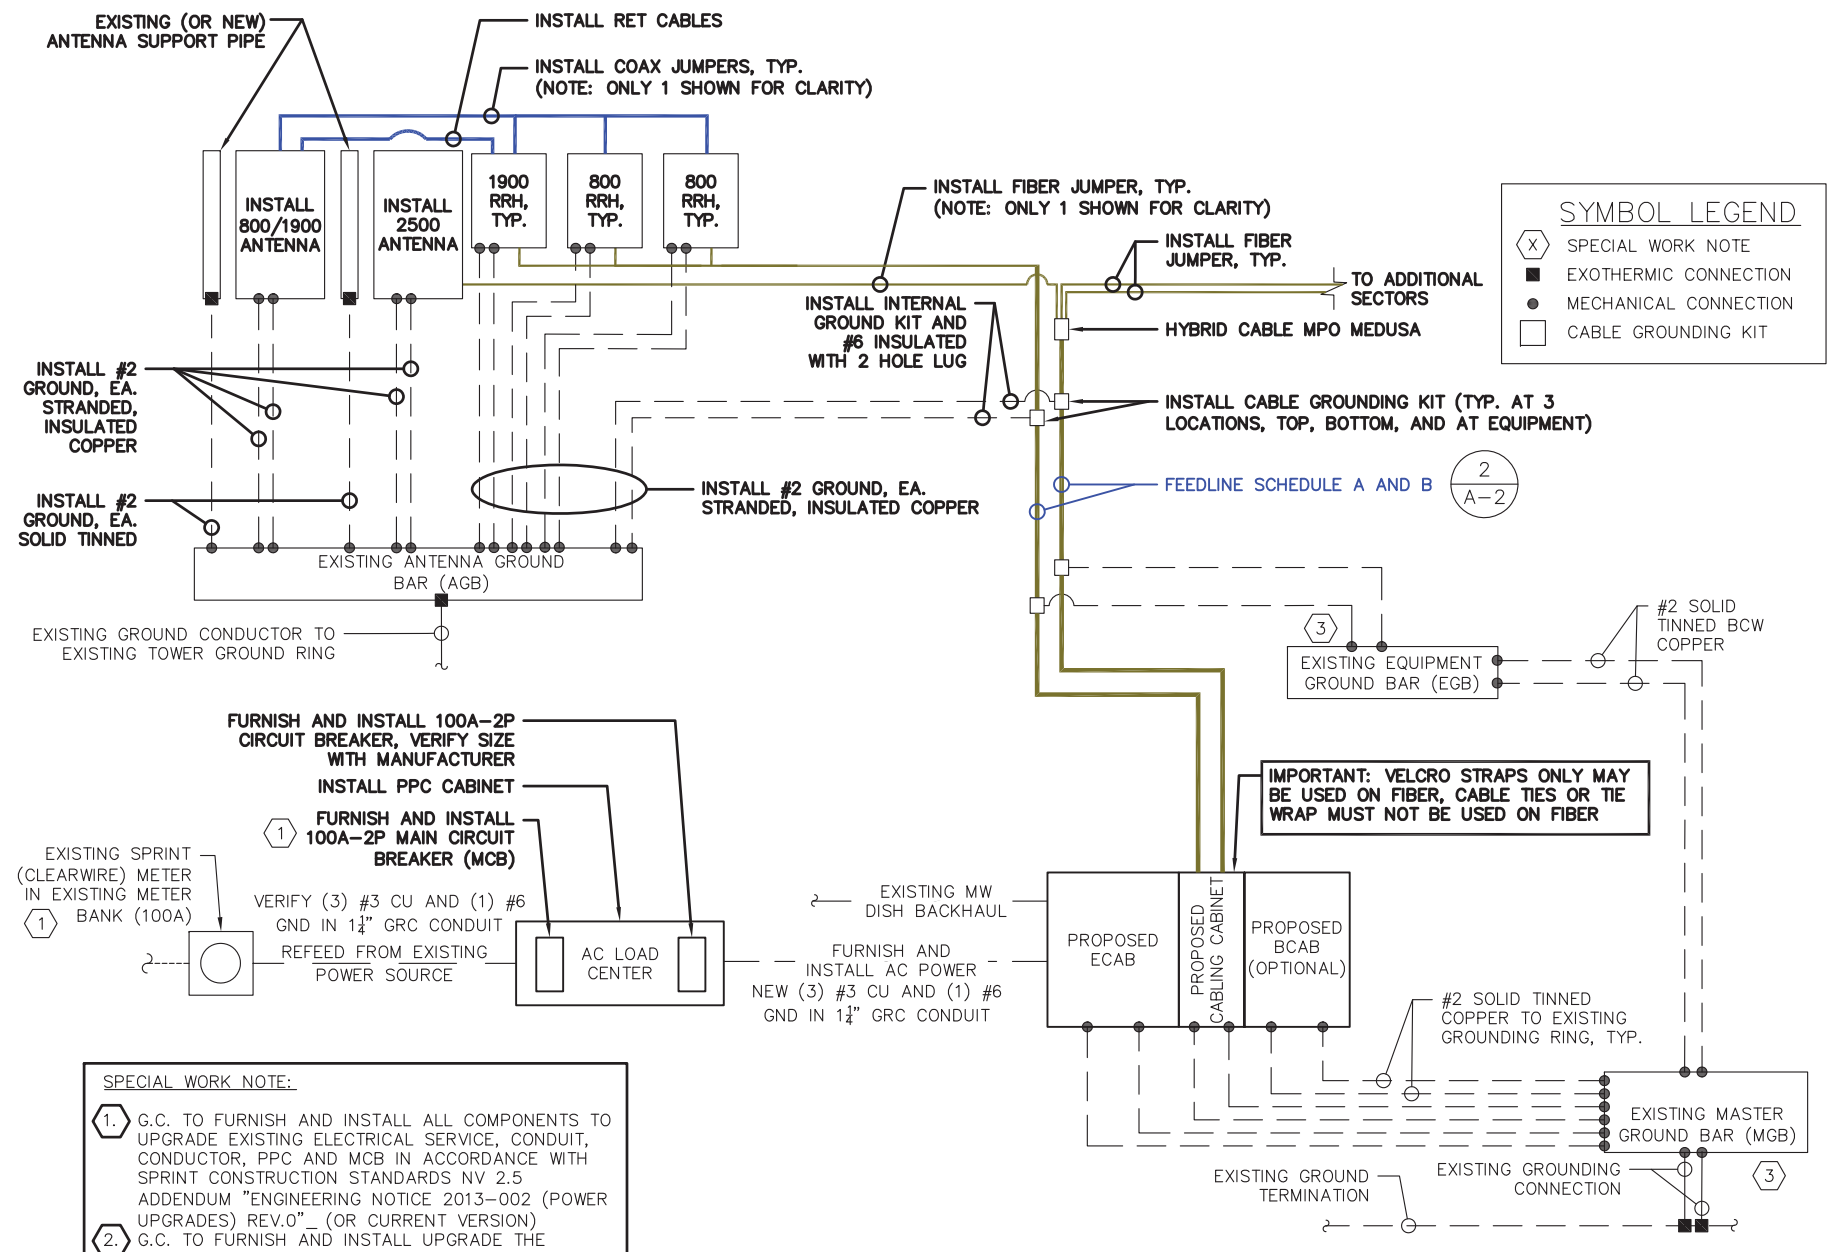 EXISTING (OR NEW)
ANTENNA SUPPORT PIPE
INSTALL RET CABLES
INSTALL COAX JUMPERS, TYP.
(NOTE: ONLY 1 SHOWN FOR CLARITY)
INSTALL
800/1900
ANTENNA
INSTALL
2500
ANTENNA
1900
RRH,
TYP.
800
RRH,
TYP.
800
RRH,
TYP.
INSTALL FIBER JUMPER, TYP.
(NOTE: ONLY 1 SHOWN FOR CLARITY)
INSTALL FIBER
JUMPER, TYP.
TO ADDITIONAL
SECTORS
SYMBOL LEGEND
X
SPECIAL WORK NOTE
EXOTHERMIC CONNECTION
MECHANICAL CONNECTION
CABLE GROUNDING KIT
INSTALL INTERNAL
GROUND KIT AND
#6 INSULATED
WITH 2 HOLE LUG
HYBRID CABLE MPO MEDUSA
INSTALL CABLE GROUNDING KIT (TYP. AT 3
LOCATIONS, TOP, BOTTOM, AND AT EQUIPMENT)
INSTALL #2
GROUND, EA.
STRANDED,
INSULATED
COPPER
INSTALL #2
GROUND, EA.
SOLID TINNED
INSTALL #2 GROUND, EA.
STRANDED, INSULATED COPPER
FEEDLINE SCHEDULE A AND B
2
A-2
EXISTING ANTENNA GROUND
BAR (AGB)
EXISTING GROUND CONDUCTOR TO
EXISTING TOWER GROUND RING
3
EXISTING EQUIPMENT
GROUND BAR (EGB)
#2 SOLID
TINNED BCW
COPPER
FURNISH AND INSTALL 100A-2P
CIRCUIT BREAKER, VERIFY SIZE
WITH MANUFACTURER
INSTALL PPC CABINET
1
FURNISH AND INSTALL
100A-2P MAIN CIRCUIT
BREAKER (MCB)
IMPORTANT: VELCRO STRAPS ONLY MAY
BE USED ON FIBER, CABLE TIES OR TIE
WRAP MUST NOT BE USED ON FIBER
EXISTING SPRINT
(CLEARWIRE) METER
IN EXISTING METER
BANK (100A)
1
VERIFY (3) #3 CU AND (1) #6
GND IN 1¼" GRC CONDUIT
REFEED FROM EXISTING
POWER SOURCE
AC LOAD
CENTER
EXISTING MW
DISH BACKHAUL
FURNISH AND
INSTALL AC POWER
NEW (3) #3 CU AND (1) #6
GND IN 1¼" GRC CONDUIT
PROPOSED
ECAB
PROPOSED
CABLING CABINET
PROPOSED
BCAB
(OPTIONAL)
#2 SOLID TINNED
COPPER TO EXISTING
GROUNDING RING, TYP.
EXISTING MASTER
GROUND BAR (MGB)
3
EXISTING GROUND
TERMINATION
EXISTING GROUNDING
CONNECTION
SPECIAL WORK NOTE:
1. G.C. TO FURNISH AND INSTALL ALL COMPONENTS TO
UPGRADE EXISTING ELECTRICAL SERVICE, CONDUIT,
CONDUCTOR, PPC AND MCB IN ACCORDANCE WITH
SPRINT CONSTRUCTION STANDARDS NV 2.5
ADDENDUM "ENGINEERING NOTICE 2013-002 (POWER
UPGRADES) REV.0"_ (OR CURRENT VERSION)
2. G.C. TO FURNISH AND INSTALL UPGRADE THE